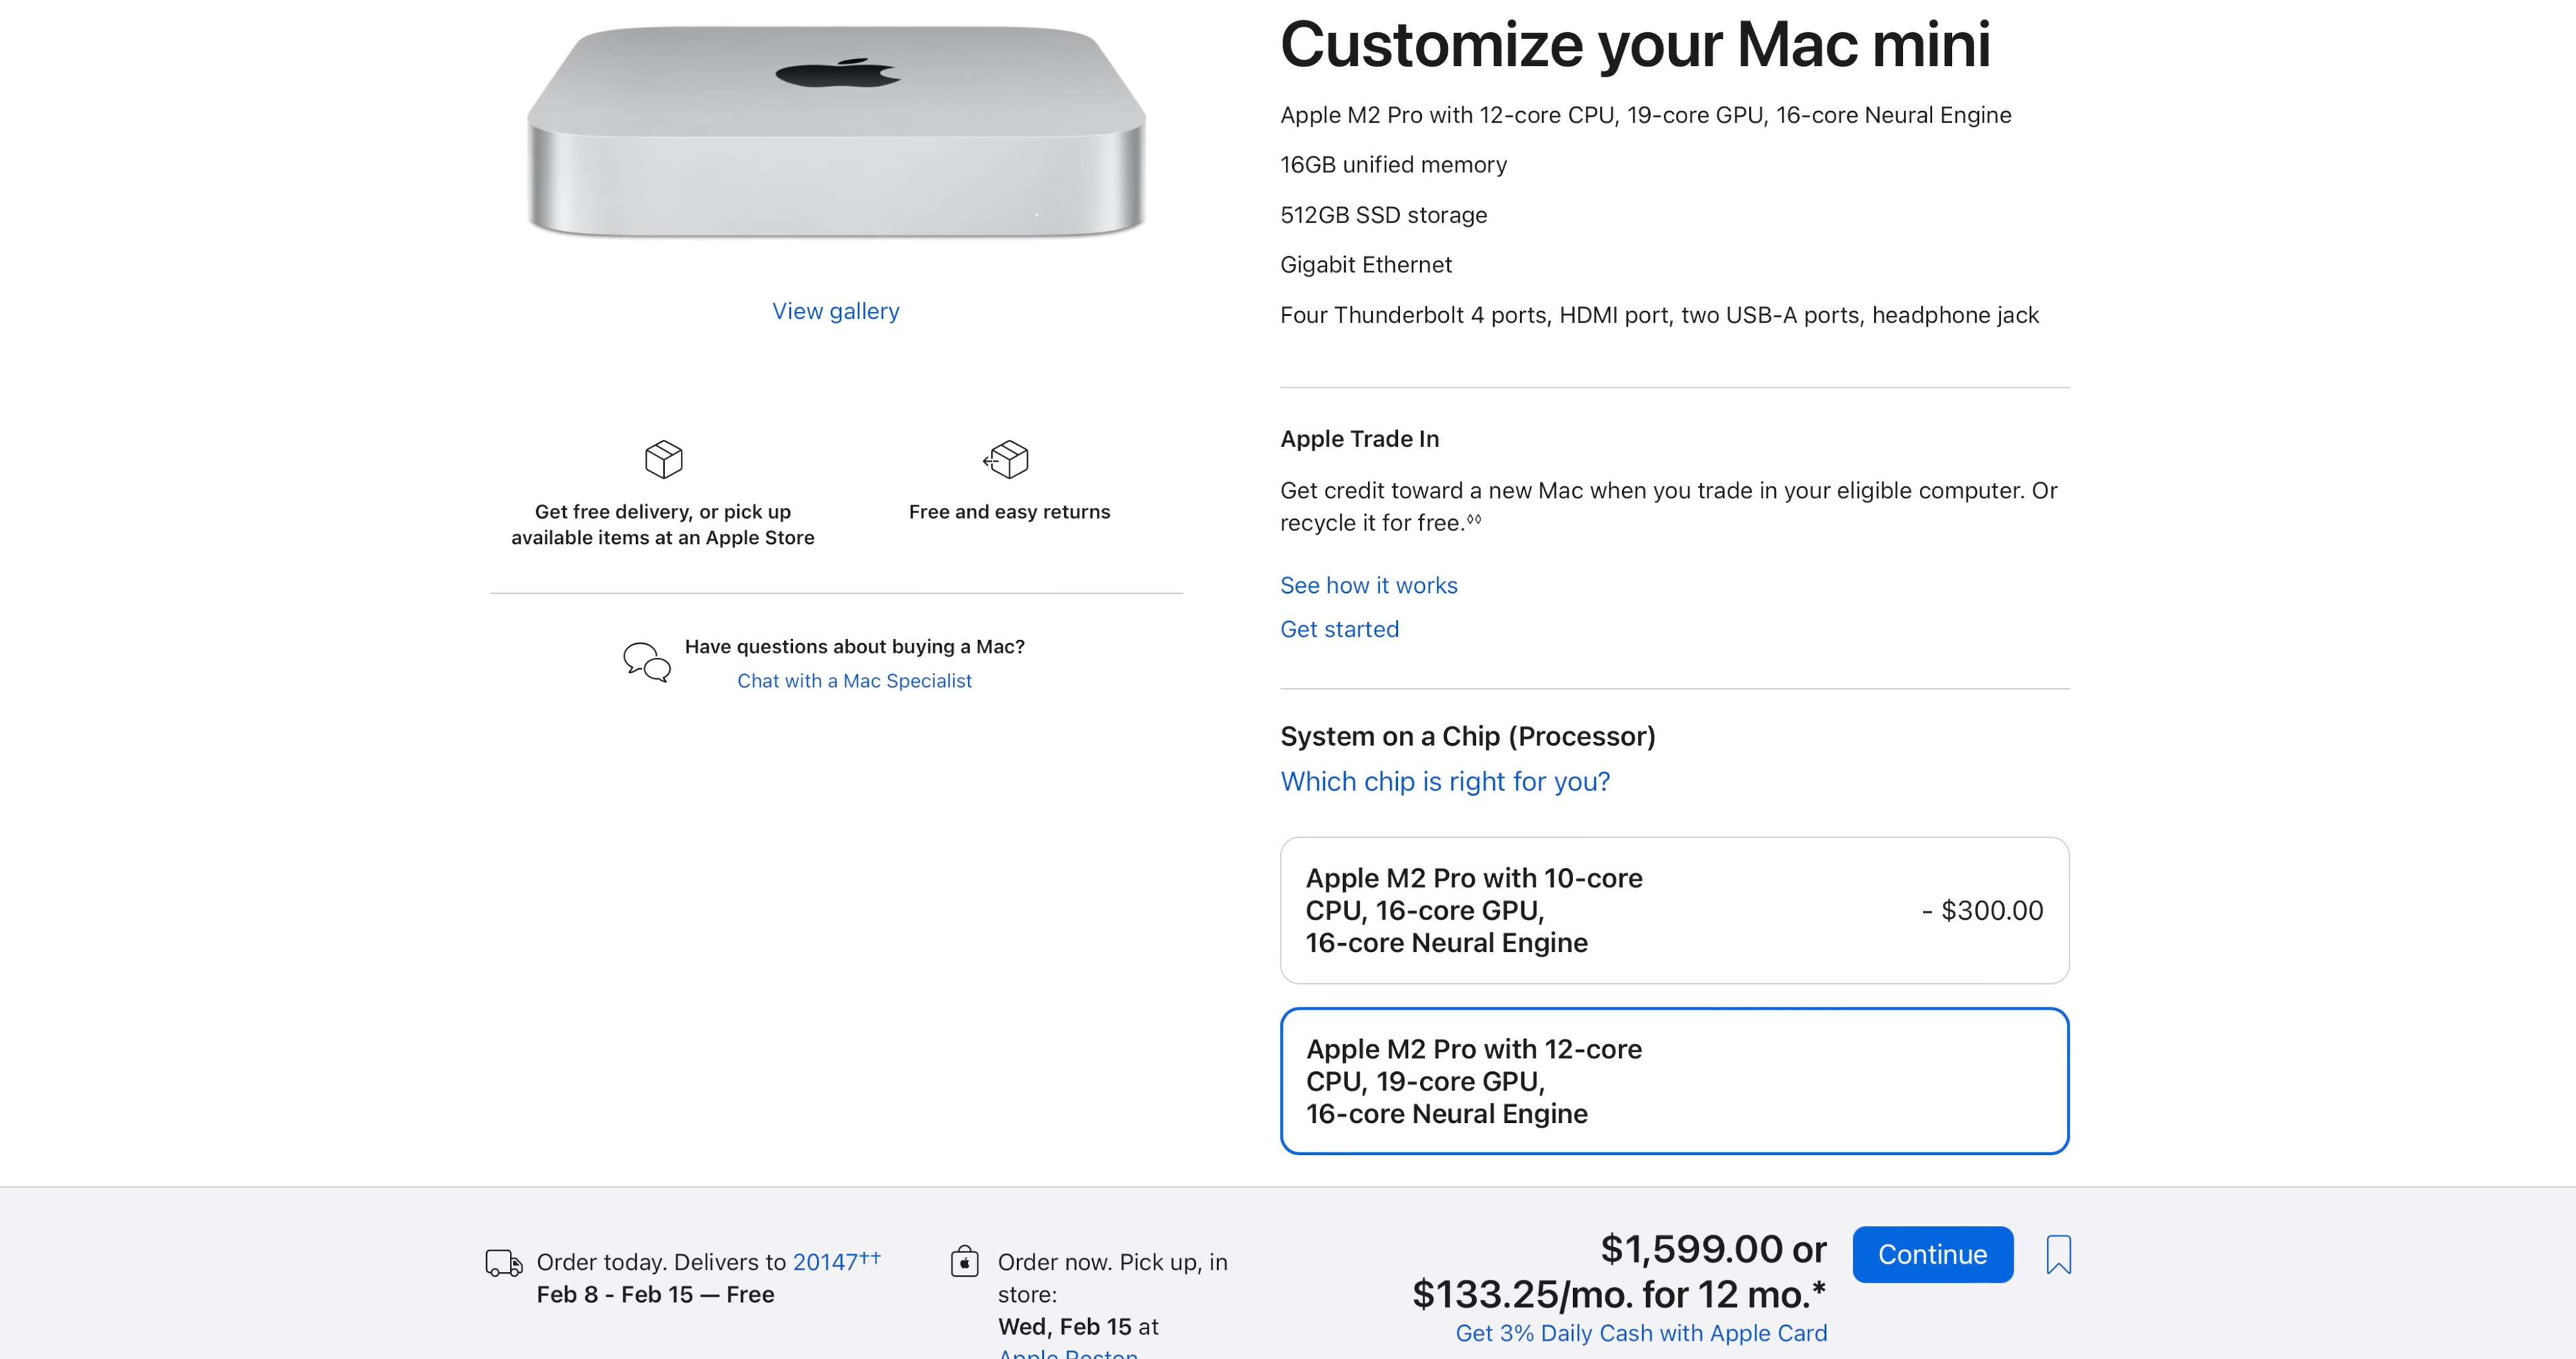 Customize your Mac mini
Apple M2 Pro with 12-core CPU, 19-core GPU, 16-core Neural Engine
16GB unified memory
512GB SSD storage
Gigabit Ethernet
Four Thunderbolt 4 ports, HDMI port, two USB-A ports, headphone jack
View gallery
Get free delivery, or pick up
available items at an Apple Store
Free and easy returns
Have questions about buying a Mac?
Chat with a Mac Specialist
Apple Trade In
Get credit toward a new Mac when you trade in your eligible computer. Or
recycle it for free.◊◊
See how it works
Get started
System on a Chip (Processor)
Which chip is right for you?
Apple M2 Pro with 10-core
CPU, 16-core GPU,
16-core Neural Engine
- $300.00
Apple M2 Pro with 12-core
CPU, 19-core GPU,
16-core Neural Engine
Order today. Delivers to 20147††
Feb 8 - Feb 15 — Free
Order now. Pick up, in
store:
Wed, Feb 15 at
Apple Reston
$1,599.00 or
$133.25/mo. for 12 mo.*
Get 3% Daily Cash with Apple Card
Continue